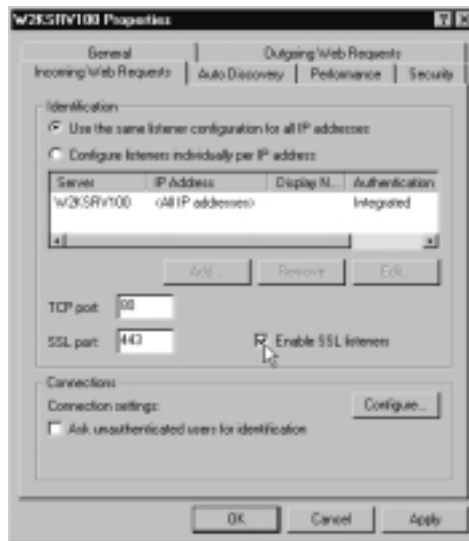 W2KSRV100 Properties
General Outgoing Web Requests
Incoming Web Requests Auto Discovery Performance Security
Identification
Use the same listener configuration for all IP addresses
Configure listeners individually per IP address
Server IP Address Display N... Authentication
W2KSRV100 <All IP addresses> Integrated
Add... Remove Edit...
TCP port: 80
SSL port: 443 Enable SSL listeners
Connections
Connection settings: Configure...
Ask unauthenticated users for identification
OK Cancel Apply